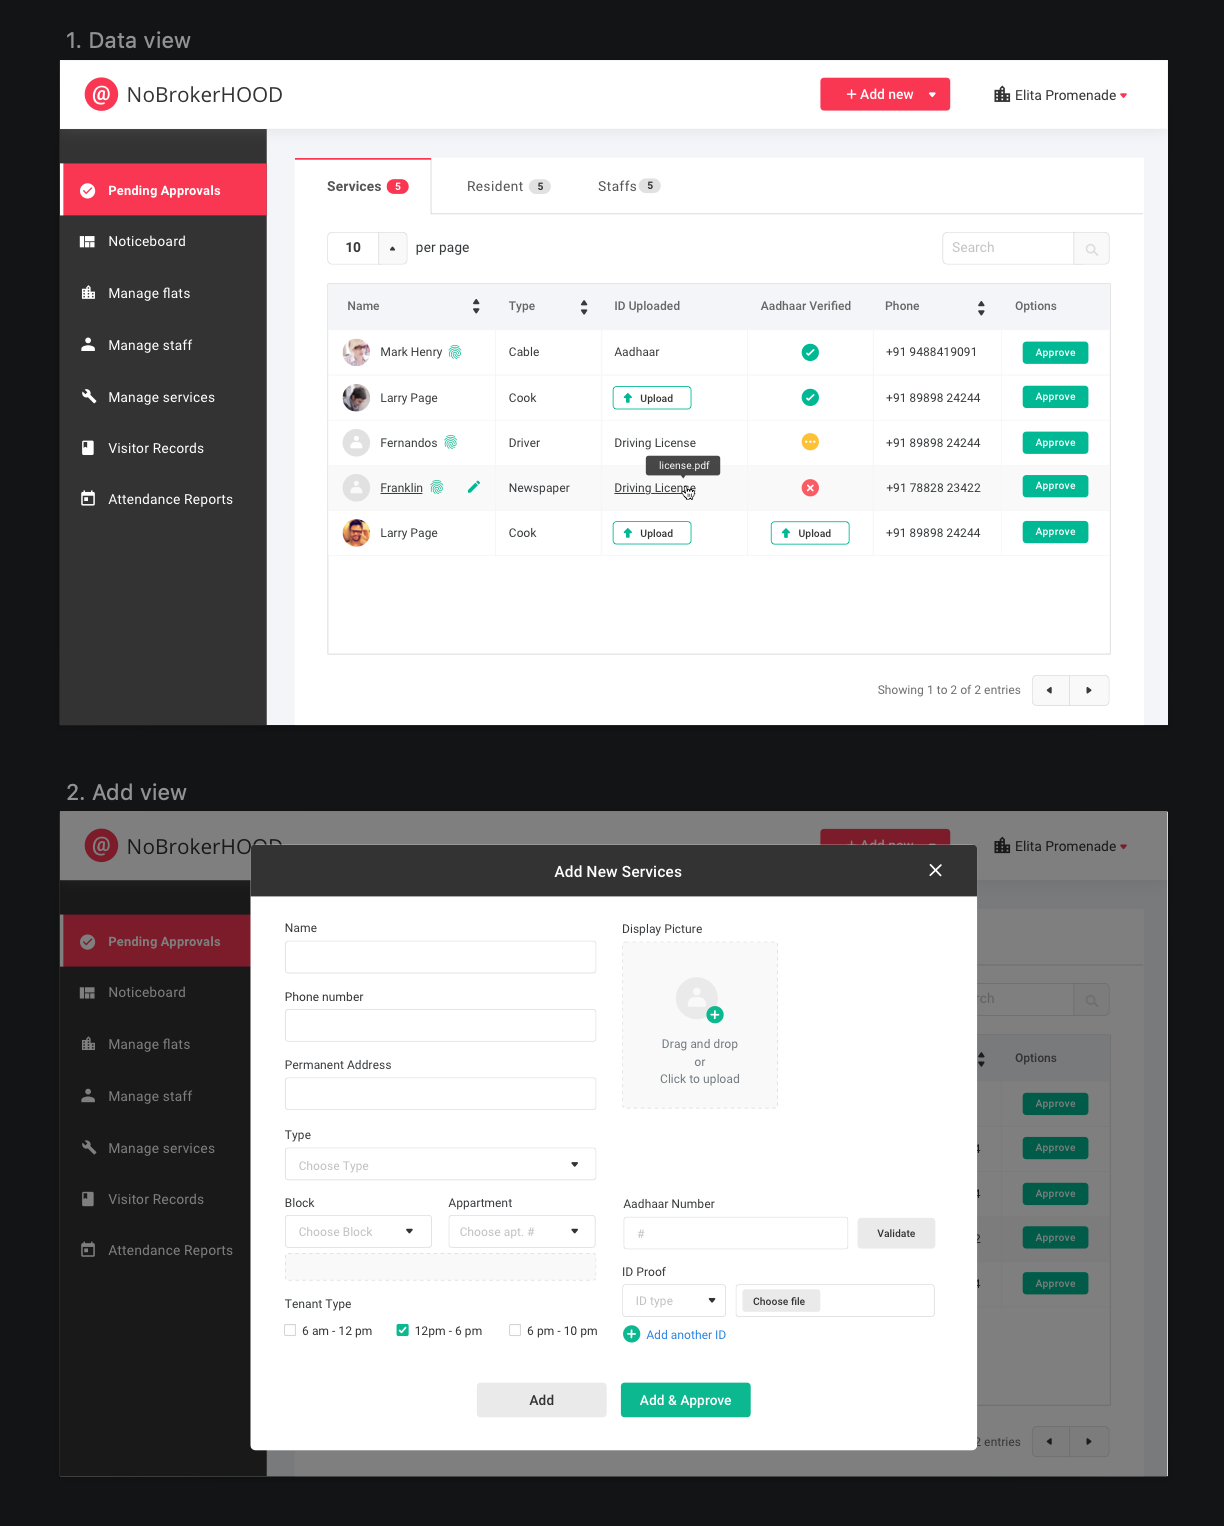 1. Data view
@ NoBrokerHOOD
+ Add new
Elita Promenade
Pending Approvals
Noticeboard
Manage flats
Manage staff
Manage services
Visitor Records
Attendance Reports
Services 5
Resident 5
Staffs 5
10 per page
Search
Name Type ID Uploaded Aadhaar Verified Phone Options
Mark Henry Cable Aadhaar +91 9488419091 Approve
Larry Page Cook Upload +91 89898 24244 Approve
Fernandos Driver Driving License +91 89898 24244 Approve
license.pdf
Franklin Newspaper Driving License +91 78828 23422 Approve
Larry Page Cook Upload Upload +91 89898 24244 Approve
Showing 1 to 2 of 2 entries
2. Add view
@ NoBrokerHOOD
+ Add new
Elita Promenade
Pending Approvals
Noticeboard
Manage flats
Manage staff
Manage services
Visitor Records
Attendance Reports
Add New Services
Name
Phone number
Permanent Address
Type
Choose Type
Block
Choose Block
Appartment
Choose apt. #
Tenant Type
6 am - 12 pm
12pm - 6 pm
6 pm - 10 pm
Display Picture
Drag and drop
or
Click to upload
Aadhaar Number
#
Validate
ID Proof
ID type
Choose file
Add another ID
Add
Add & Approve
rch
Options
Approve
4 Approve
4 Approve
2 Approve
4 Approve
2 entries